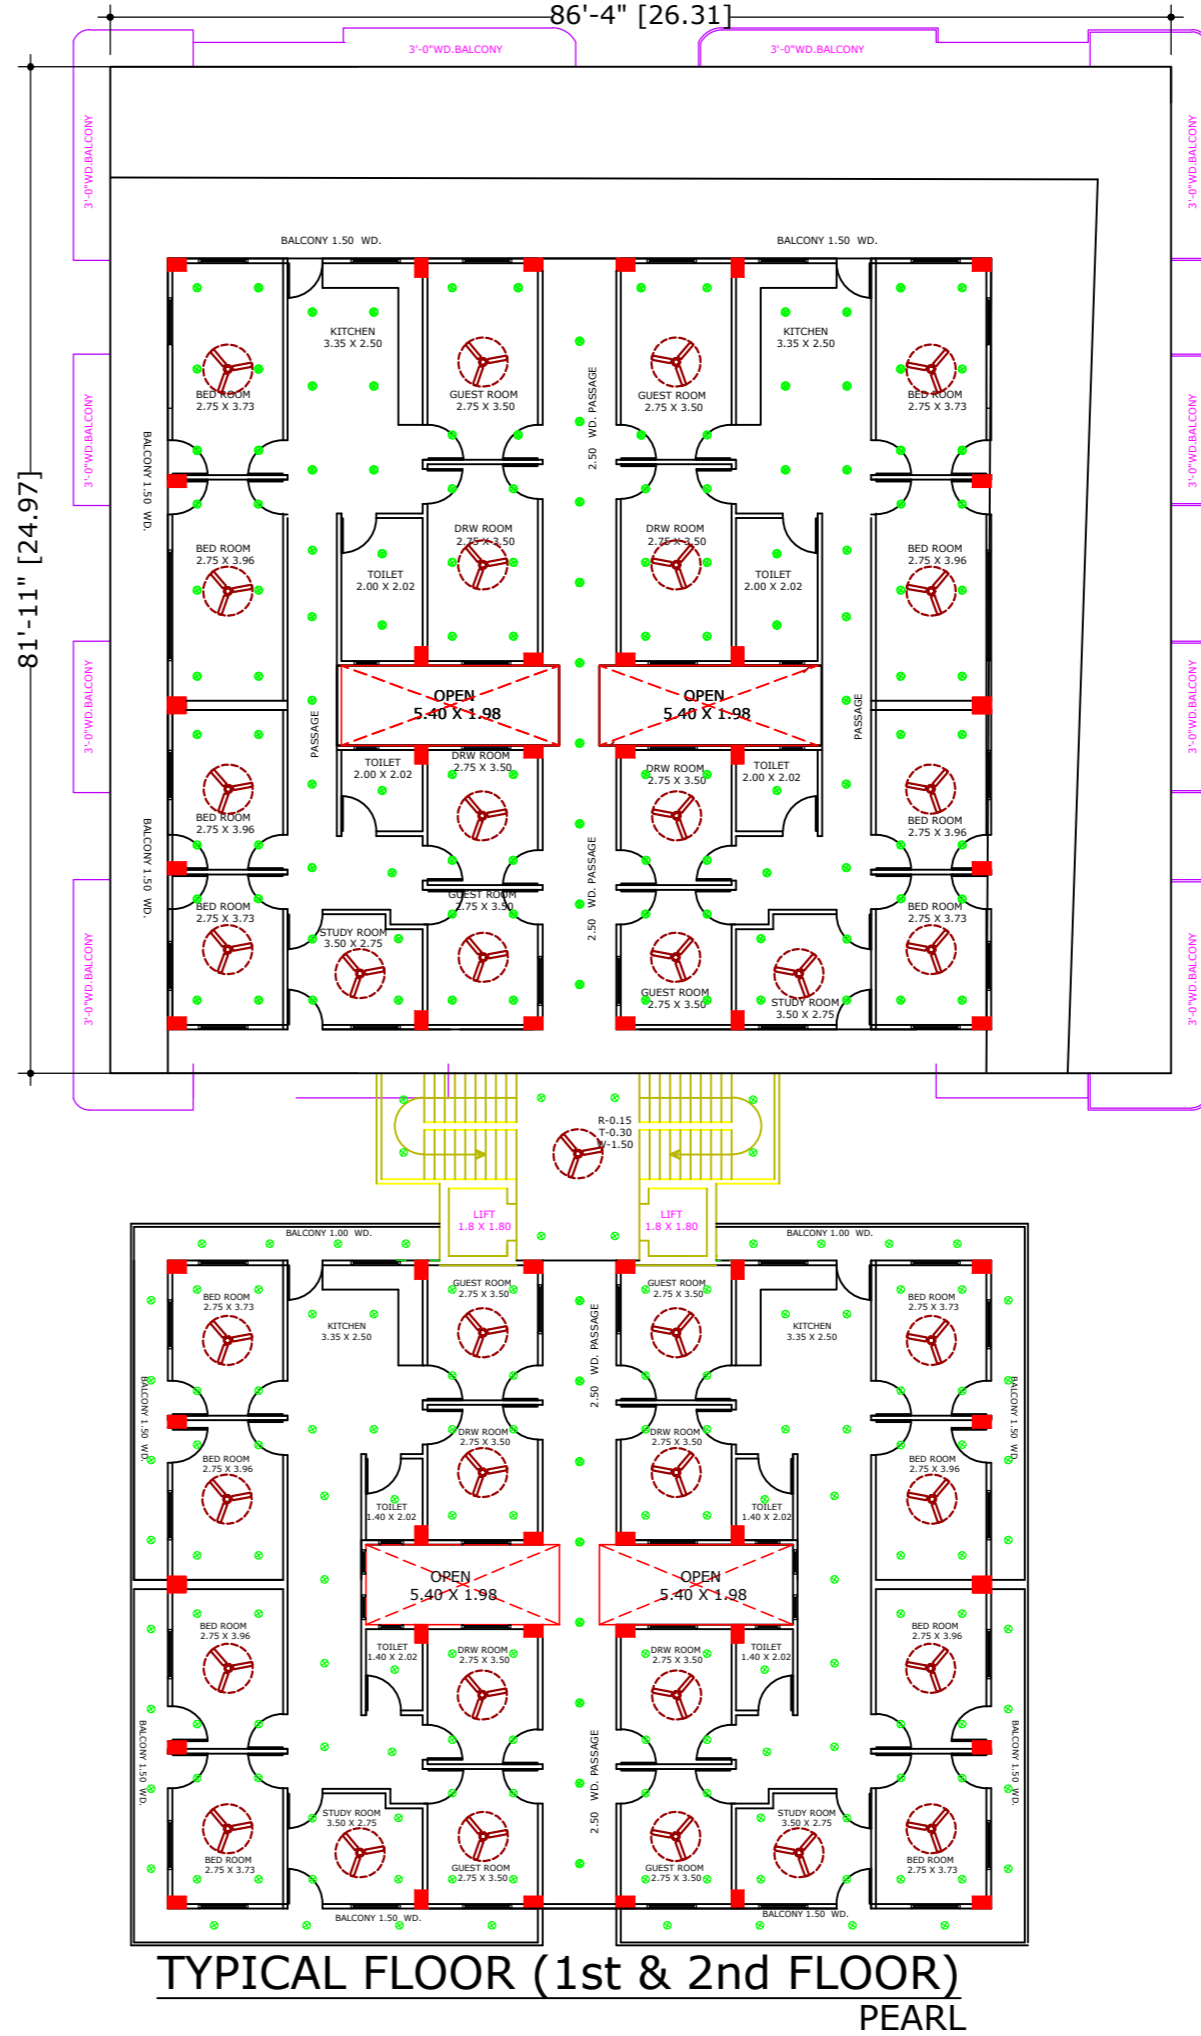 86'-4" [26.31]
3'-0"WD.BALCONY
3'-0"WD.BALCONY
3'-0"WD.BALCONY
3'-0"WD.BALCONY
81'-11" [24.97]
BALCONY 1.50 WD.
BALCONY 1.50 WD.
KITCHEN
3.35 X 2.50
KITCHEN
3.35 X 2.50
BED ROOM
2.75 X 3.73
GUEST ROOM
2.75 X 3.50
2.50 WD. PASSAGE
GUEST ROOM
2.75 X 3.50
BED ROOM
2.75 X 3.73
3'-0"WD.BALCONY
3'-0"WD.BALCONY
BALCONY 1.50 WD.
BED ROOM
2.75 X 3.96
TOILET
2.00 X 2.02
DRW ROOM
2.75 X 3.50
DRW ROOM
2.75 X 3.50
TOILET
2.00 X 2.02
BED ROOM
2.75 X 3.96
3'-0"WD.BALCONY
PASSAGE
OPEN
5.40 X 1.98
OPEN
5.40 X 1.98
PASSAGE
3'-0"WD.BALCONY
TOILET
2.00 X 2.02
DRW ROOM
2.75 X 3.50
DRW ROOM
2.75 X 3.50
TOILET
2.00 X 2.02
BED ROOM
2.75 X 3.96
BED ROOM
2.75 X 3.96
BALCONY 1.50 WD.
2.50 WD. PASSAGE
BED ROOM
2.75 X 3.73
GUEST ROOM
2.75 X 3.50
BED ROOM
2.75 X 3.73
STUDY ROOM
3.50 X 2.75
GUEST ROOM
2.75 X 3.50
STUDY ROOM
3.50 X 2.75
3'-0"WD.BALCONY
3'-0"WD.BALCONY
R-0.15
T-0.30
W-1.50
LIFT
1.8 X 1.80
LIFT
1.8 X 1.80
BALCONY 1.00 WD.
BALCONY 1.00 WD.
BED ROOM
2.75 X 3.73
GUEST ROOM
2.75 X 3.50
GUEST ROOM
2.75 X 3.50
BED ROOM
2.75 X 3.73
KITCHEN
3.35 X 2.50
2.50 WD. PASSAGE
KITCHEN
3.35 X 2.50
BALCONY 1.50 WD.
BALCONY 1.50 WD.
BED ROOM
2.75 X 3.96
DRW ROOM
2.75 X 3.50
DRW ROOM
2.75 X 3.50
BED ROOM
2.75 X 3.96
TOILET
1.40 X 2.02
TOILET
1.40 X 2.02
OPEN
5.40 X 1.98
OPEN
5.40 X 1.98
BED ROOM
2.75 X 3.96
TOILET
1.40 X 2.02
DRW ROOM
2.75 X 3.50
DRW ROOM
2.75 X 3.50
TOILET
1.40 X 2.02
BED ROOM
2.75 X 3.96
BALCONY 1.50 WD.
2.50 WD. PASSAGE
BALCONY 1.50 WD.
STUDY ROOM
3.50 X 2.75
STUDY ROOM
3.50 X 2.75
BED ROOM
2.75 X 3.73
GUEST ROOM
2.75 X 3.50
GUEST ROOM
2.75 X 3.50
BED ROOM
2.75 X 3.73
BALCONY 1.50 WD.
BALCONY 1.50 WD.
TYPICAL FLOOR (1st & 2nd FLOOR)
PEARL